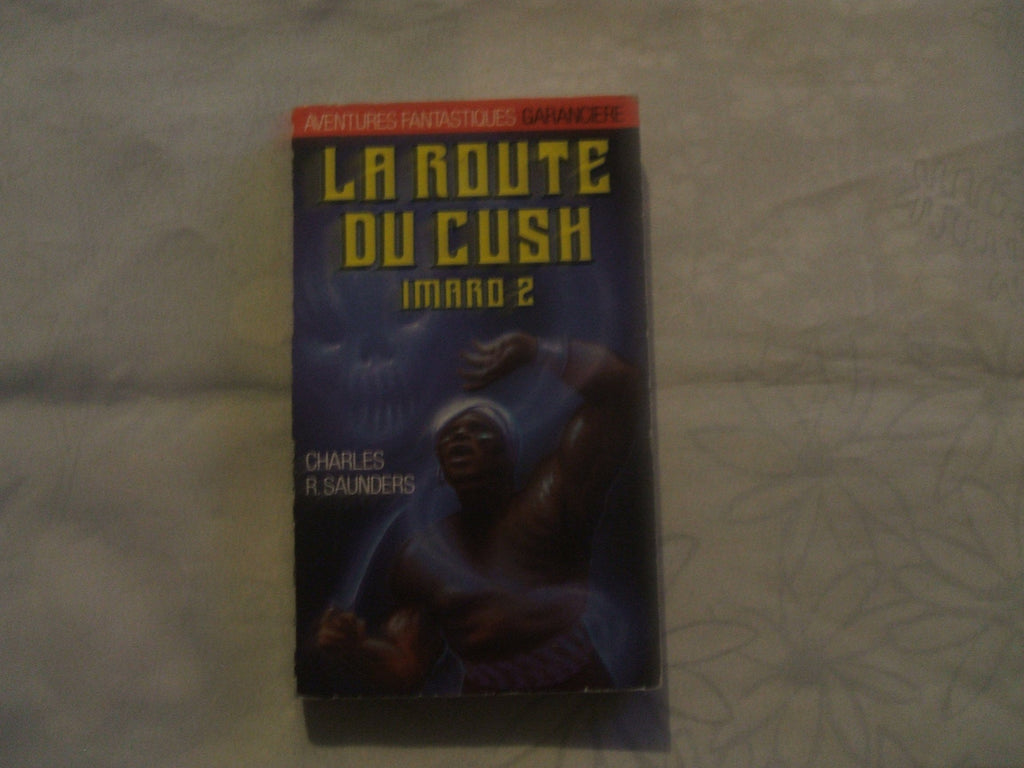 AVENTURES FANTASTIQUES GARANCIERE
LA ROUTE
DU CUSH
IMARO 2
CHARLES
R. SAUNDERS